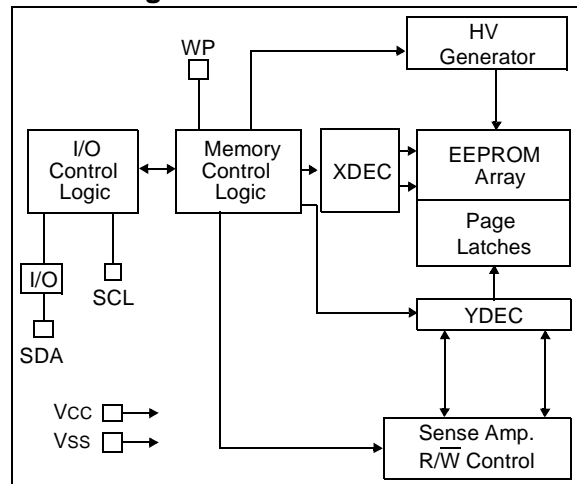 WP
HV
Generator
I/O
Control
Logic
Memory
Control
Logic
XDEC
EEPROM
Array
Page
Latches
I/O
SCL
SDA
YDEC
VCC
VSS
Sense Amp.
R/W̅ Control